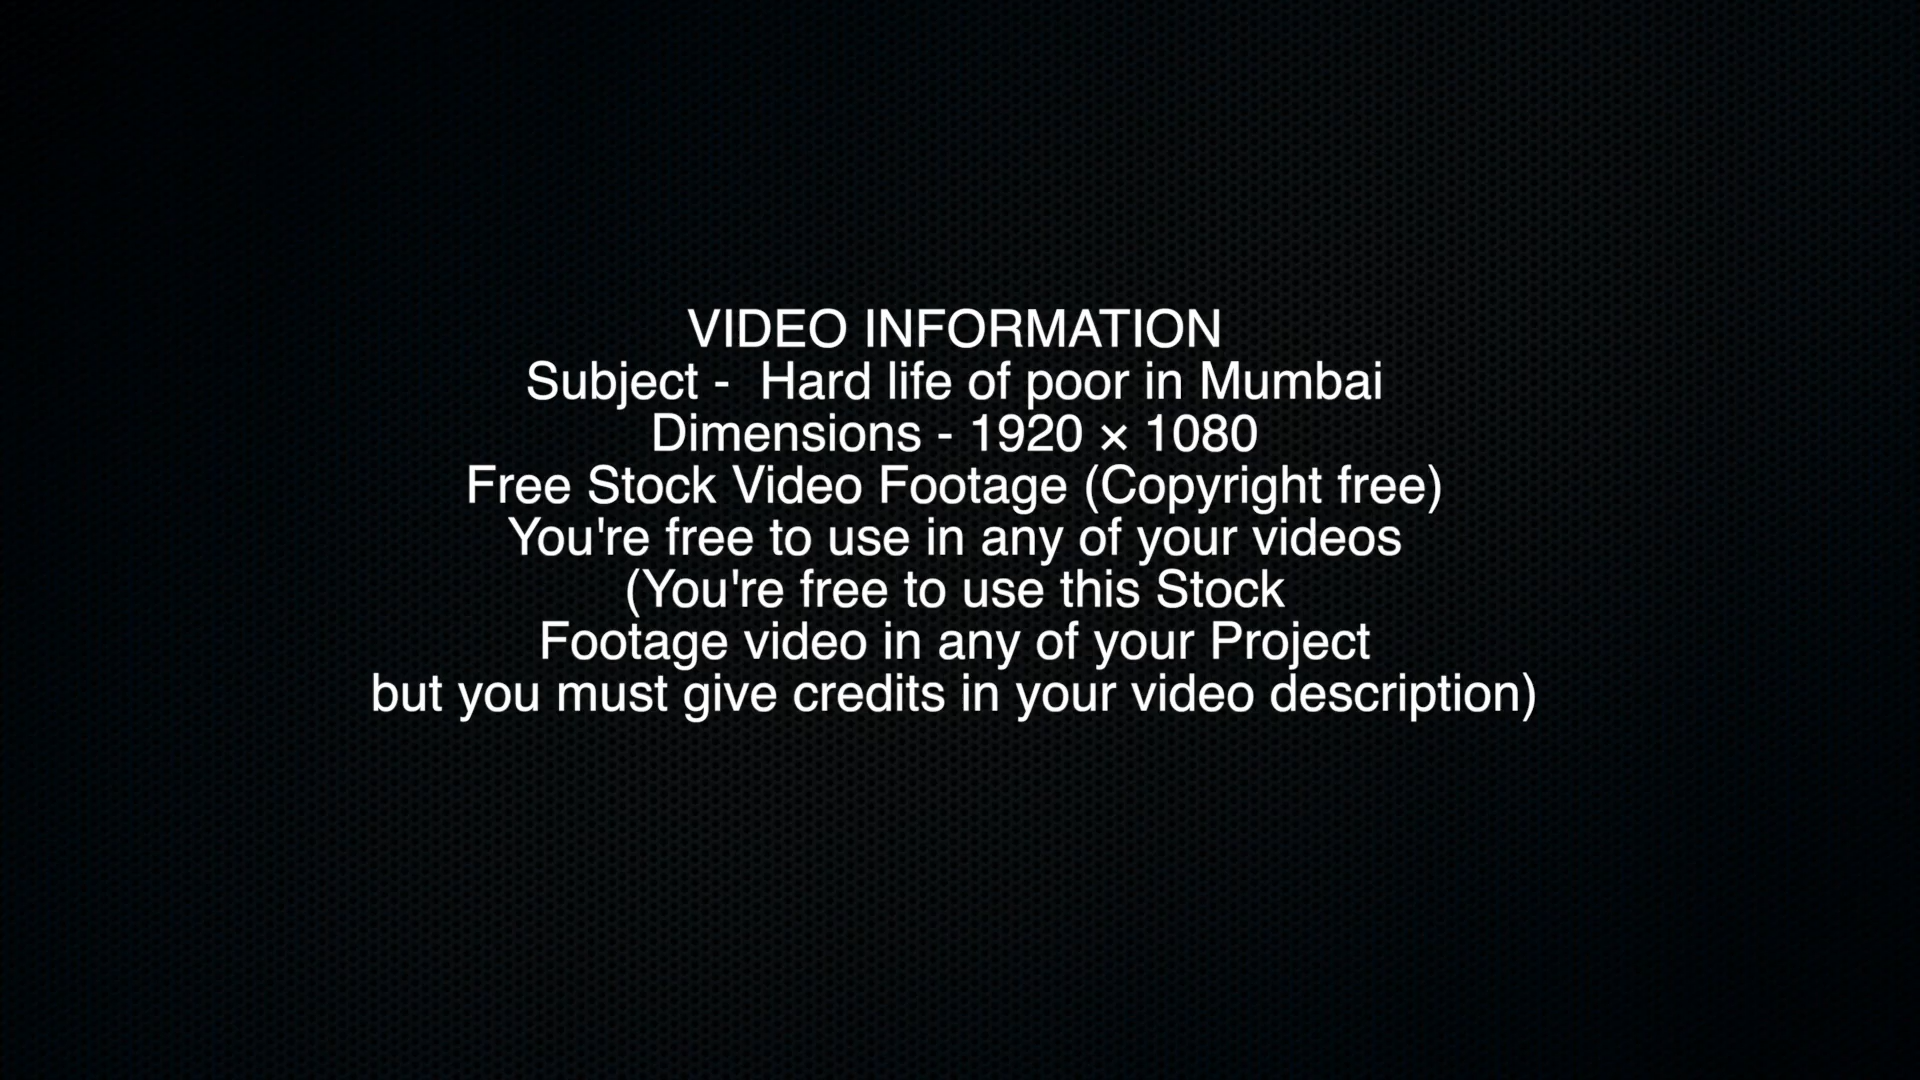 VIDEO INFORMATION
Subject -  Hard life of poor in Mumbai
Dimensions - 1920 × 1080
Free Stock Video Footage (Copyright free)
You're free to use in any of your videos
(You're free to use this Stock
Footage video in any of your Project
but you must give credits in your video description)